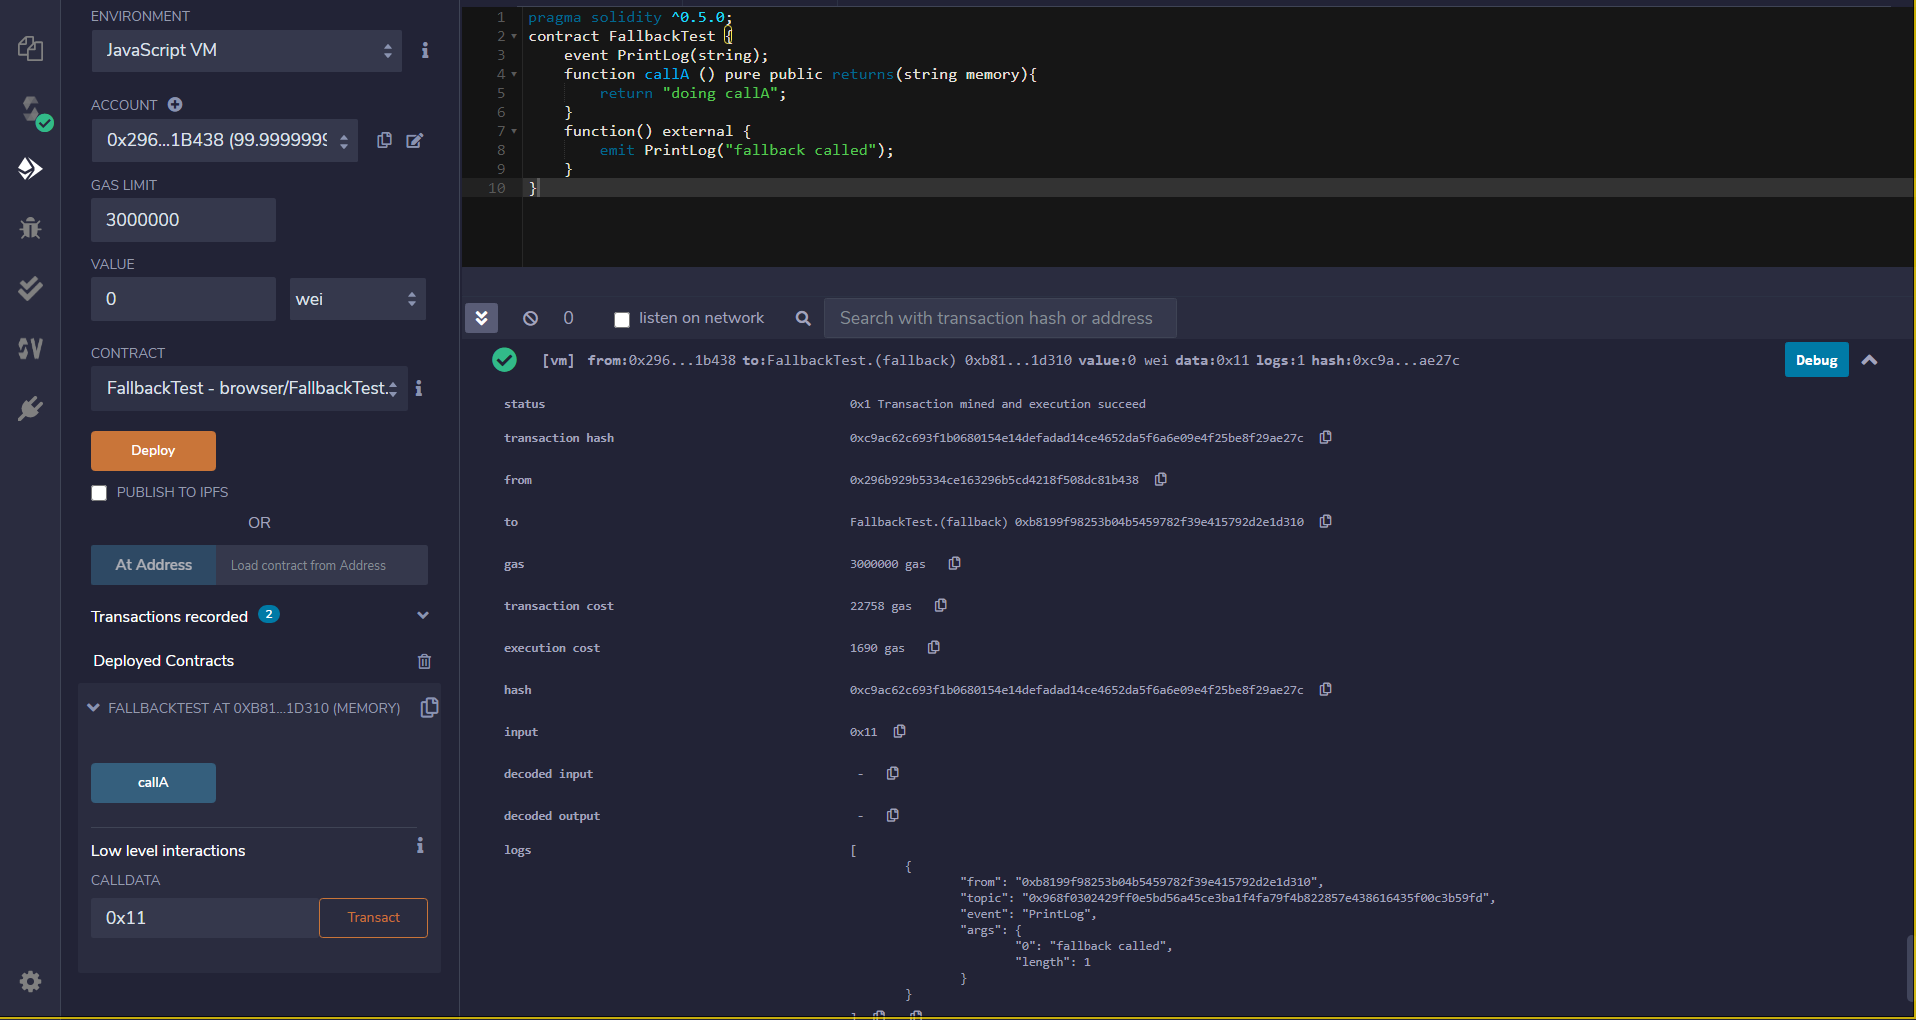 ENVIRONMENT
JavaScript VM
ACCOUNT
0x296...1B438 (99.9999999
GAS LIMIT
3000000
VALUE
0
wei
CONTRACT
FallbackTest - browser/FallbackTest.
Deploy
PUBLISH TO IPFS
OR
At Address
Load contract from Address
Transactions recorded 2
Deployed Contracts
FALLBACKTEST AT 0XB81...1D310 (MEMORY)
callA
Low level interactions
CALLDATA
0x11
Transact
1 pragma solidity ^0.5.0;
2 contract FallbackTest {
3 event PrintLog(string);
4 function callA () pure public returns(string memory){
5 return "doing callA";
6 }
7 function() external {
8 emit PrintLog("fallback called");
9 }
10 }
0
listen on network
Search with transaction hash or address
[vm] from:0x296...1b438 to:FallbackTest.(fallback) 0xb81...1d310 value:0 wei data:0x11 logs:1 hash:0xc9a...ae27c
Debug
status 0x1 Transaction mined and execution succeed
transaction hash 0xc9ac62c693f1b0680154e14defadad14ce4652da5f6a6e09e4f25be8f29ae27c
from 0x296b929b5334ce163296b5cd4218f508dc81b438
to FallbackTest.(fallback) 0xb8199f98253b04b5459782f39e415792d2e1d310
gas 3000000 gas
transaction cost 22758 gas
execution cost 1690 gas
hash 0xc9ac62c693f1b0680154e14defadad14ce4652da5f6a6e09e4f25be8f29ae27c
input 0x11
decoded input -
decoded output -
logs [
{
"from": "0xb8199f98253b04b5459782f39e415792d2e1d310",
"topic": "0x968f0302429ff0e5bd56a45ce3ba1f4fa79f4b822857e438616435f00c3b59fd",
"event": "PrintLog",
"args": {
"0": "fallback called",
"length": 1
}
}
]